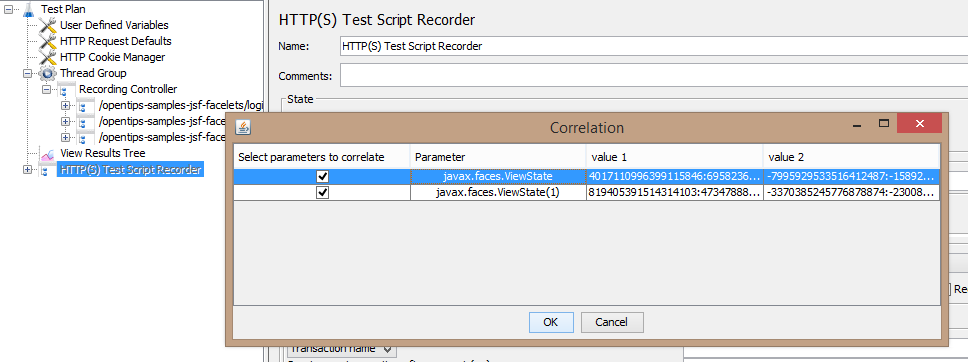 Test Plan
User Defined Variables
HTTP Request Defaults
HTTP Cookie Manager
Thread Group
Recording Controller
/opentips-samples-jsf-facelets/logi
/opentips-samples-jsf-face
/opentips-samples-jsf-face
View Results Tree
HTTP(S) Test Script Recorder
HTTP(S) Test Script Recorder
Name: HTTP(S) Test Script Recorder
Comments:
State
Correlation
Select parameters to correlate Parameter value 1 value 2
javax.faces.ViewState 4017110996399115846:6958236... -7995929533516412487:-15892...
javax.faces.ViewState(1) 819405391514314103:47347888... -3370385245776878874:-23008...
OK Cancel
Re
Transaction name